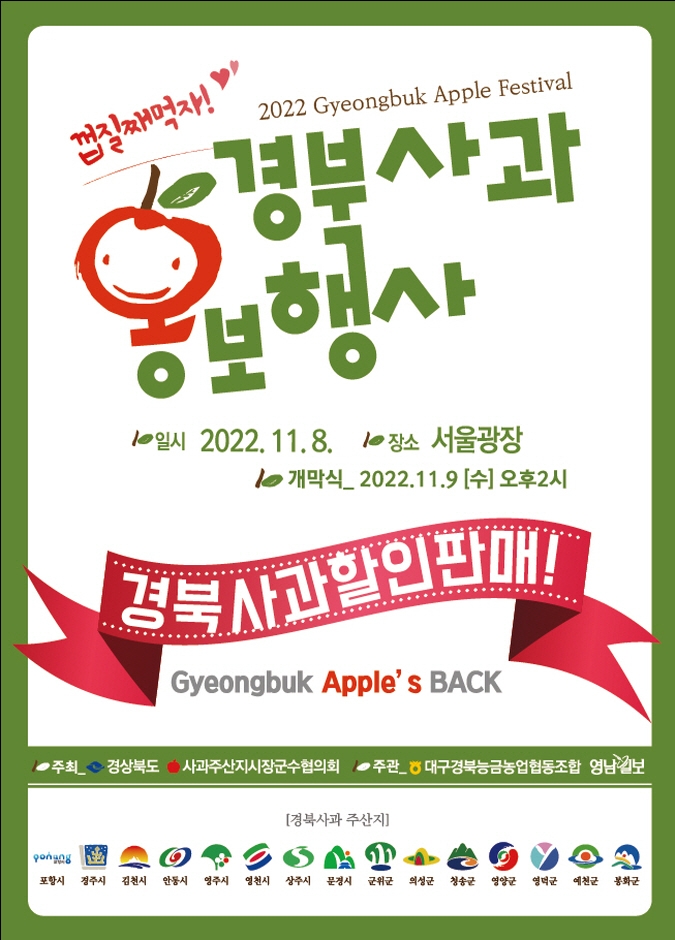 껍질째먹자!
2022 Gyeongbuk Apple Festival
경북사과
홍보행사
일시 2022. 11. 8. 장소 서울광장
개막식_ 2022.11.9 [수] 오후2시
경북사과할인판매!
Gyeongbuk Apple's BACK
주최_ 경상북도 사과주산지시장군수협의회 주관_ 대구경북능금농업협동조합 영남일보
[경북사과 주산지]
포항시 경주시 김천시 안동시 영주시 영천시 상주시 문경시 군위군 의성군 청송군 영양군 영덕군 예천군 봉화군